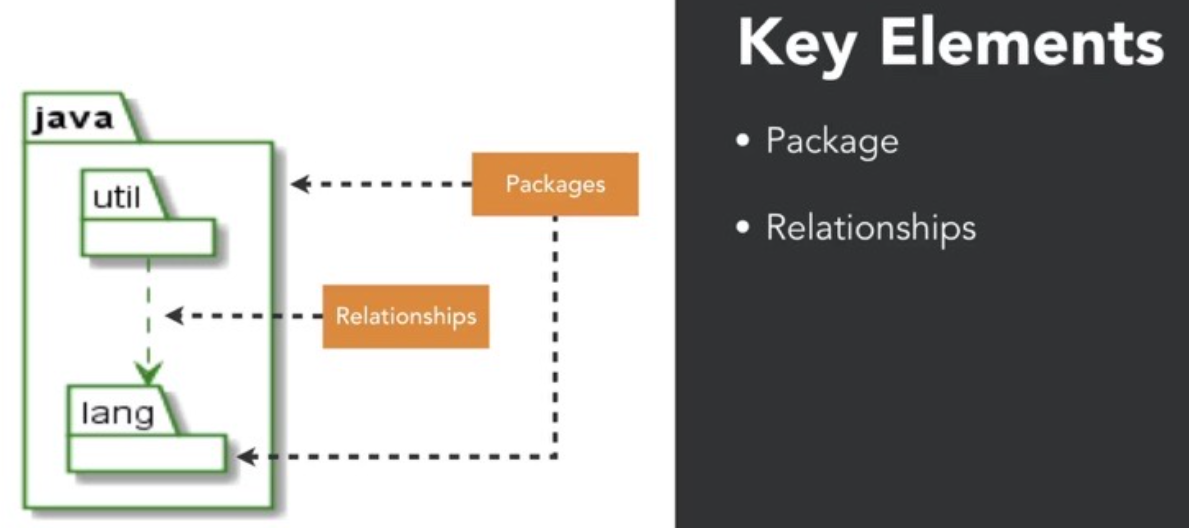 java
util
Packages
Relationships
lang
Key Elements
• Package
• Relationships